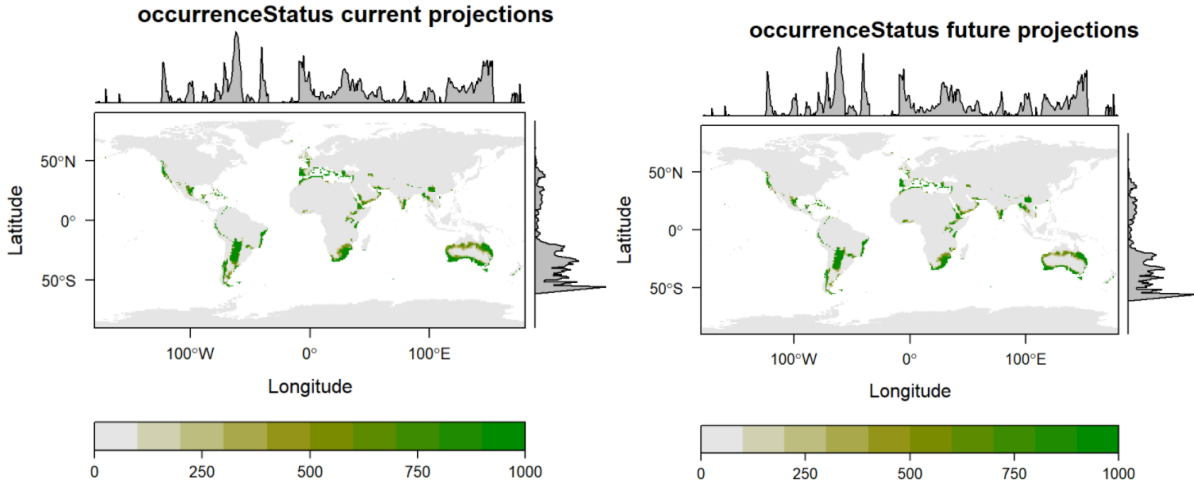 occurrenceStatus current projections
50°N
0°
50°S
Latitude
100°W 0° 100°E
Longitude
0 250 500 750 1000
occurrenceStatus future projections
50°N
0°
50°S
Latitude
100°W 0° 100°E
Longitude
0 250 500 750 1000